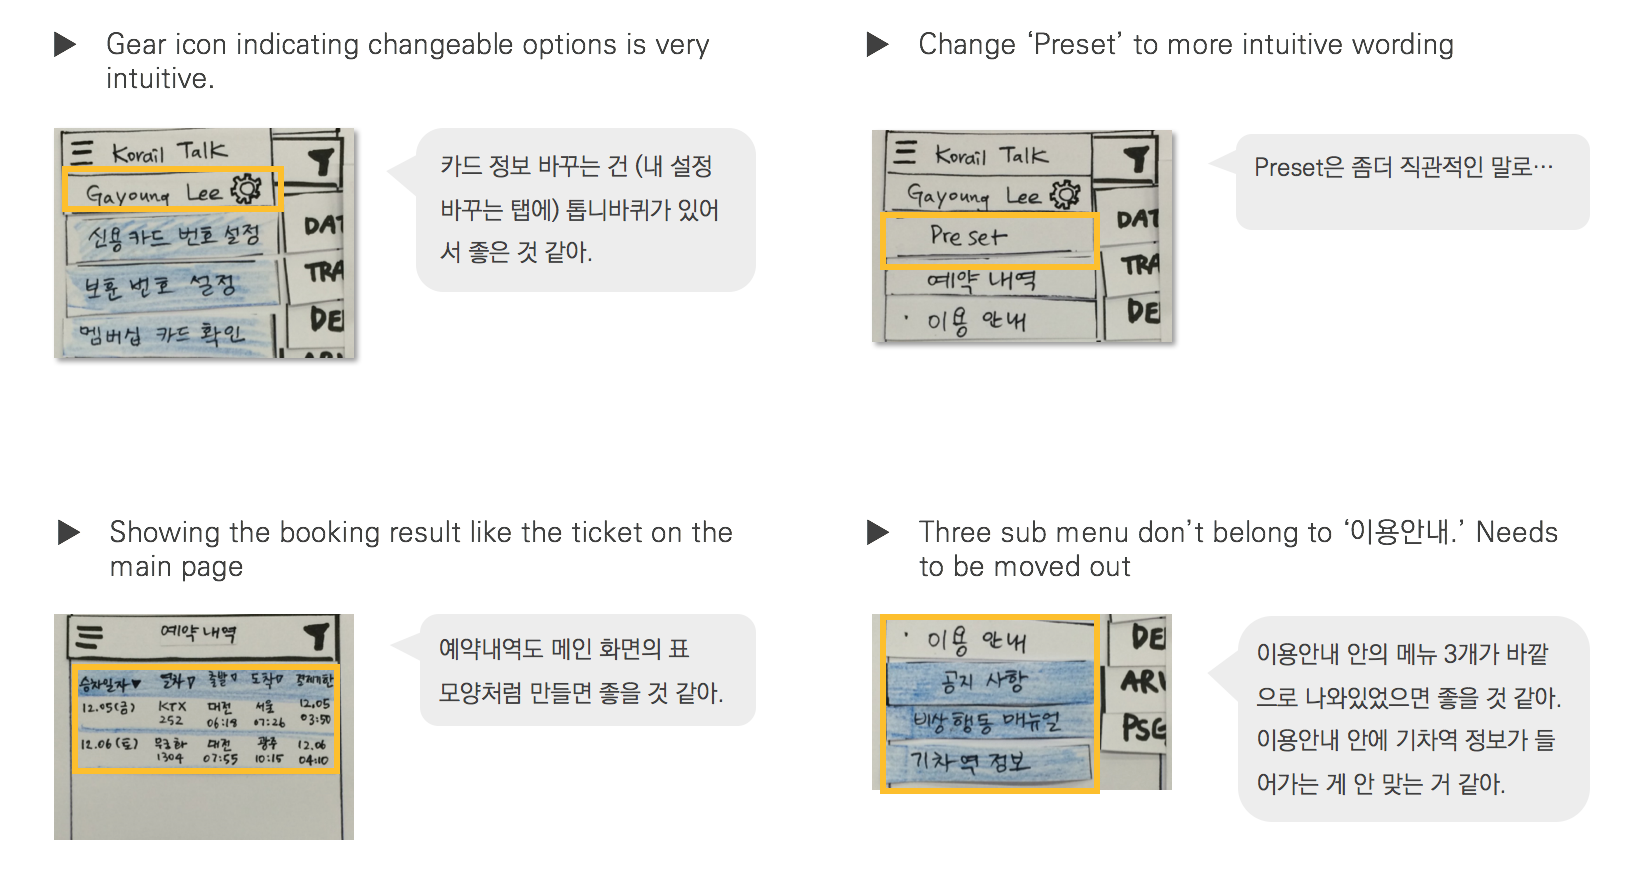 Gear icon indicating changeable options is very
intuitive.
Korail Talk
Gayoung Lee
신용카드 번호 설정
보훈 번호 설정
멤버십 카드 확인
DAT
TRA
DE
카드 정보 바꾸는 건 (내 설정
바꾸는 탭에) 톱니바퀴가 있어
서 좋은 것 같아.
Change ‘Preset’ to more intuitive wording
Korail Talk
Gayoung Lee
Preset
예약 내역
· 이용 안내
DAT
TRA
DE
Preset은 좀더 직관적인 말로…
Showing the booking result like the ticket on the
main page
예약내역
승차일자▼ 열차▽ 출발▽ 도착▽
12.05(금) KTX 252 대전 06:18 서울 07:26 12.05 03:50
12.06(토) 무궁화 1304 대전 07:55 광주 10:15 12.06 04:10
예약내역도 메인 화면의 표
모양처럼 만들면 좋을 것 같아.
Three sub menu don’t belong to ‘이용안내.’ Needs
to be moved out
· 이용 안내
공지 사항
비상 행동 매뉴얼
기차역 정보
DE
ARV
PSG
이용안내 안의 메뉴 3개가 바깥
으로 나와있었으면 좋을 것 같아.
이용안내 안에 기차역 정보가 들
어가는 게 안 맞는 거 같아.